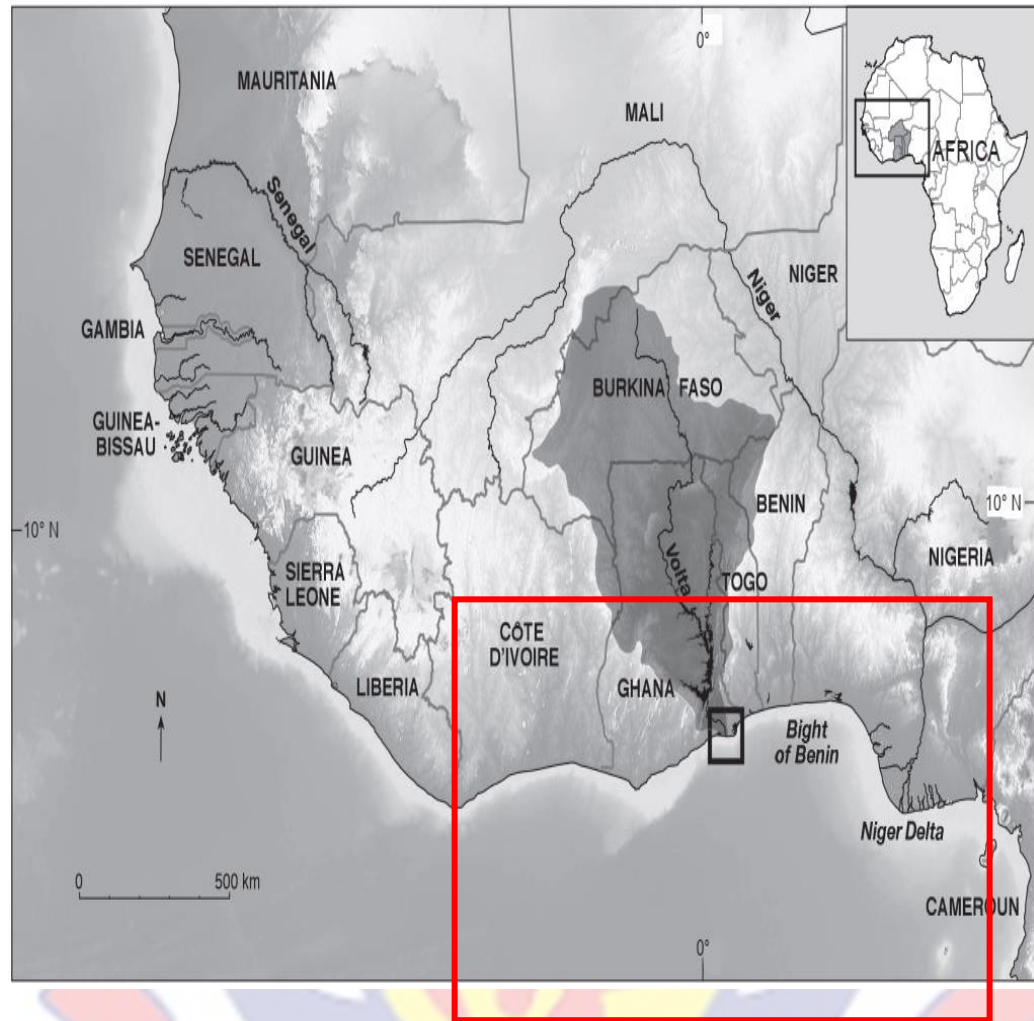 0°
MAURITANIA
MALI
AFRICA
Senegal
SENEGAL
NIGER
Niger
GAMBIA
BURKINA FASO
GUINEA-
BISSAU
GUINEA
BENIN
10° N
10° N
Volta
NIGERIA
SIERRA
LEONE
TOGO
CÔTE
D'IVOIRE
LIBERIA
GHANA
N
Bight
of Benin
Niger Delta
0
500 km
CAMEROUN
0°